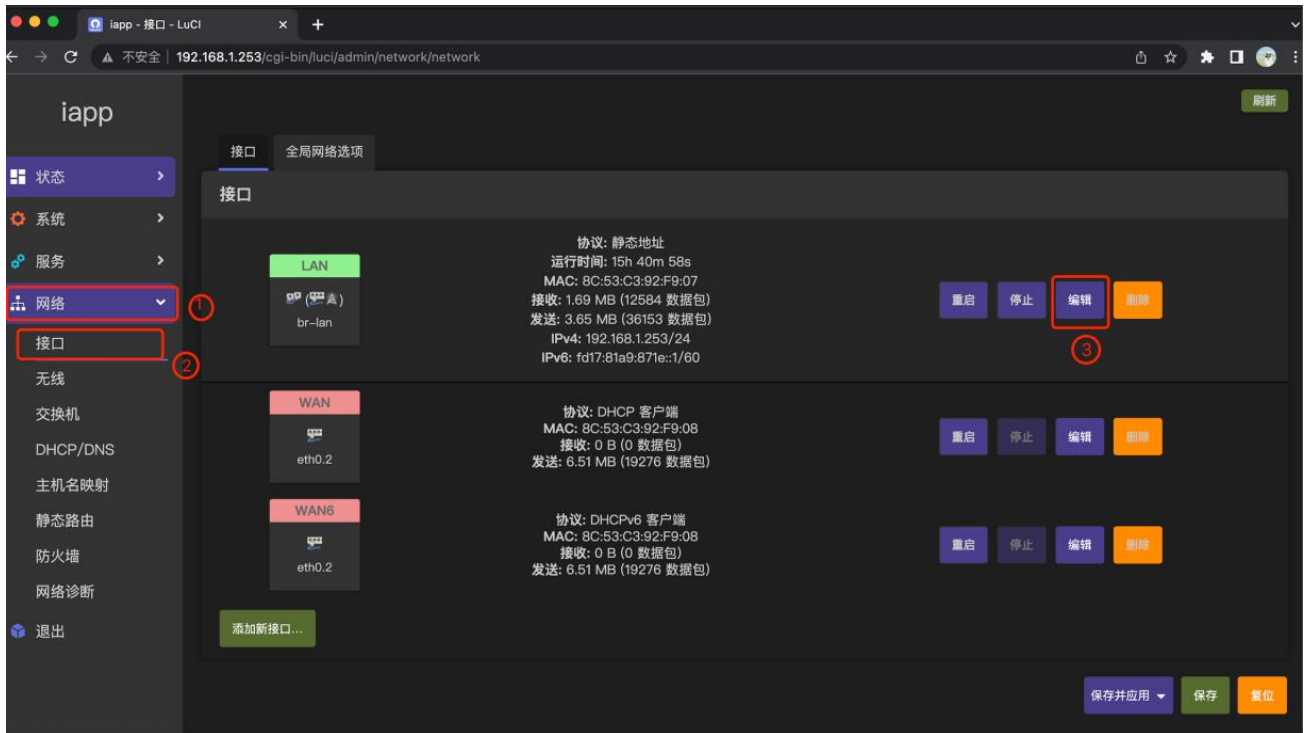 iapp - 接口 - LuCI
不安全 | 192.168.1.253/cgi-bin/luci/admin/network/network
iapp
刷新
状态
系统
服务
网络
①
接口
②
无线
交换机
DHCP/DNS
主机名映射
静态路由
防火墙
网络诊断
退出
接口 全局网络选项
接口
LAN
br-lan
协议: 静态地址
运行时间: 15h 40m 58s
MAC: 8C:53:C3:92:F9:07
接收: 1.69 MB (12584 数据包)
发送: 3.65 MB (36153 数据包)
IPv4: 192.168.1.253/24
IPv6: fd17:81a9:871e::1/60
重启 停止 编辑 删除
③
WAN
eth0.2
协议: DHCP 客户端
MAC: 8C:53:C3:92:F9:08
接收: 0 B (0 数据包)
发送: 6.51 MB (19276 数据包)
重启 停止 编辑 删除
WAN6
eth0.2
协议: DHCPv6 客户端
MAC: 8C:53:C3:92:F9:08
接收: 0 B (0 数据包)
发送: 6.51 MB (19276 数据包)
重启 停止 编辑 删除
添加新接口...
保存并应用 保存 复位